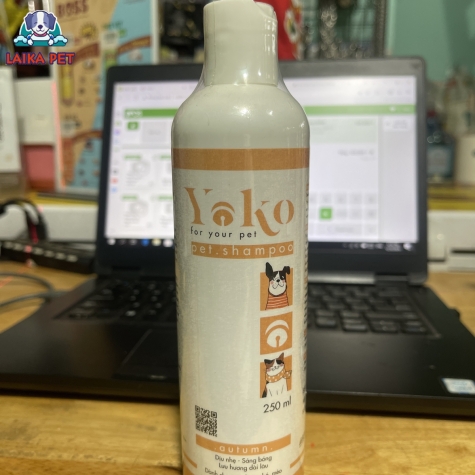 LAIKA PET
Yoko
for your pet
pet.shampoo
250 ml
.autumn.
Dịu nhẹ - Sáng bóng
Lưu hương dài lâu